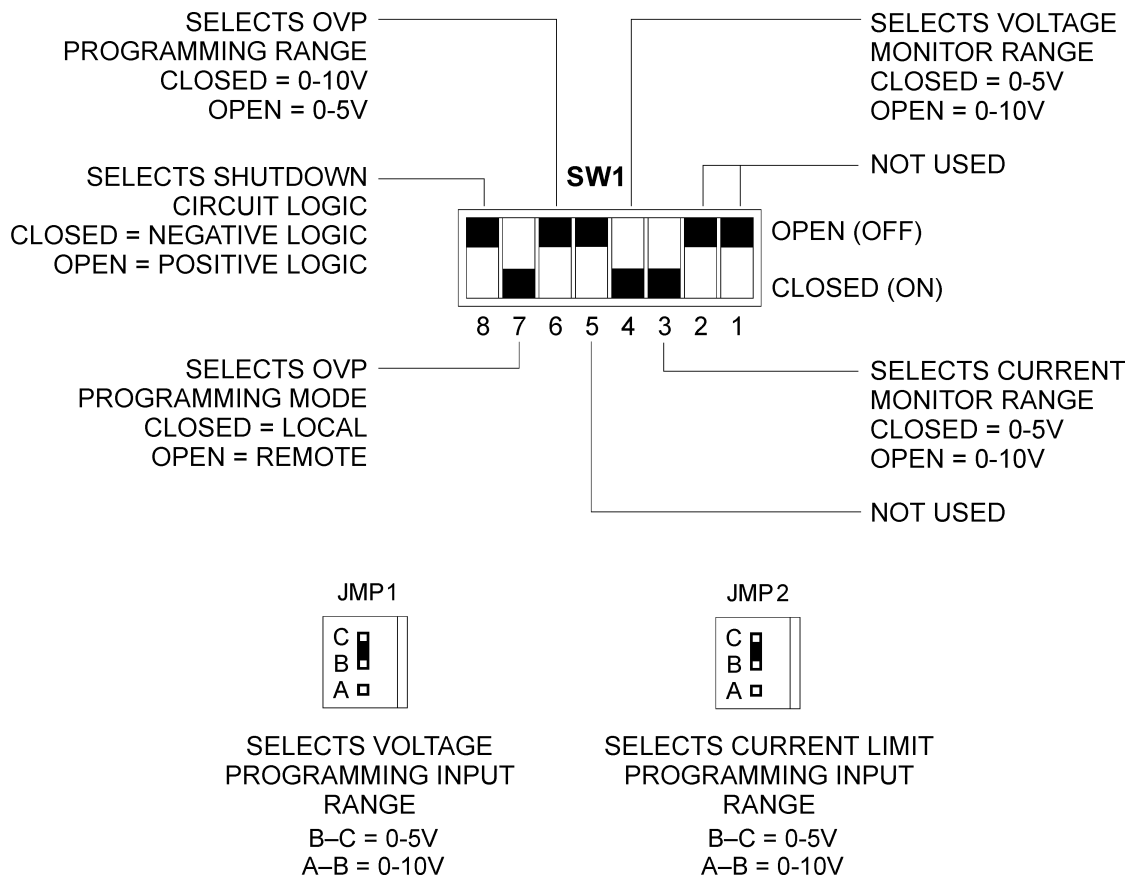 SELECTS OVP
PROGRAMMING RANGE
CLOSED = 0-10V
OPEN = 0-5V
SELECTS VOLTAGE
MONITOR RANGE
CLOSED = 0-5V
OPEN = 0-10V
NOT USED
SELECTS SHUTDOWN
CIRCUIT LOGIC
CLOSED = NEGATIVE LOGIC
OPEN = POSITIVE LOGIC
SW1
OPEN (OFF)
CLOSED (ON)
8 7 6 5 4 3 2 1
SELECTS OVP
PROGRAMMING MODE
CLOSED = LOCAL
OPEN = REMOTE
SELECTS CURRENT
MONITOR RANGE
CLOSED = 0-5V
OPEN = 0-10V
NOT USED
JMP1
C
B
A
SELECTS VOLTAGE
PROGRAMMING INPUT
RANGE
B–C = 0-5V
A–B = 0-10V
JMP2
C
B
A
SELECTS CURRENT LIMIT
PROGRAMMING INPUT
RANGE
B–C = 0-5V
A–B = 0-10V